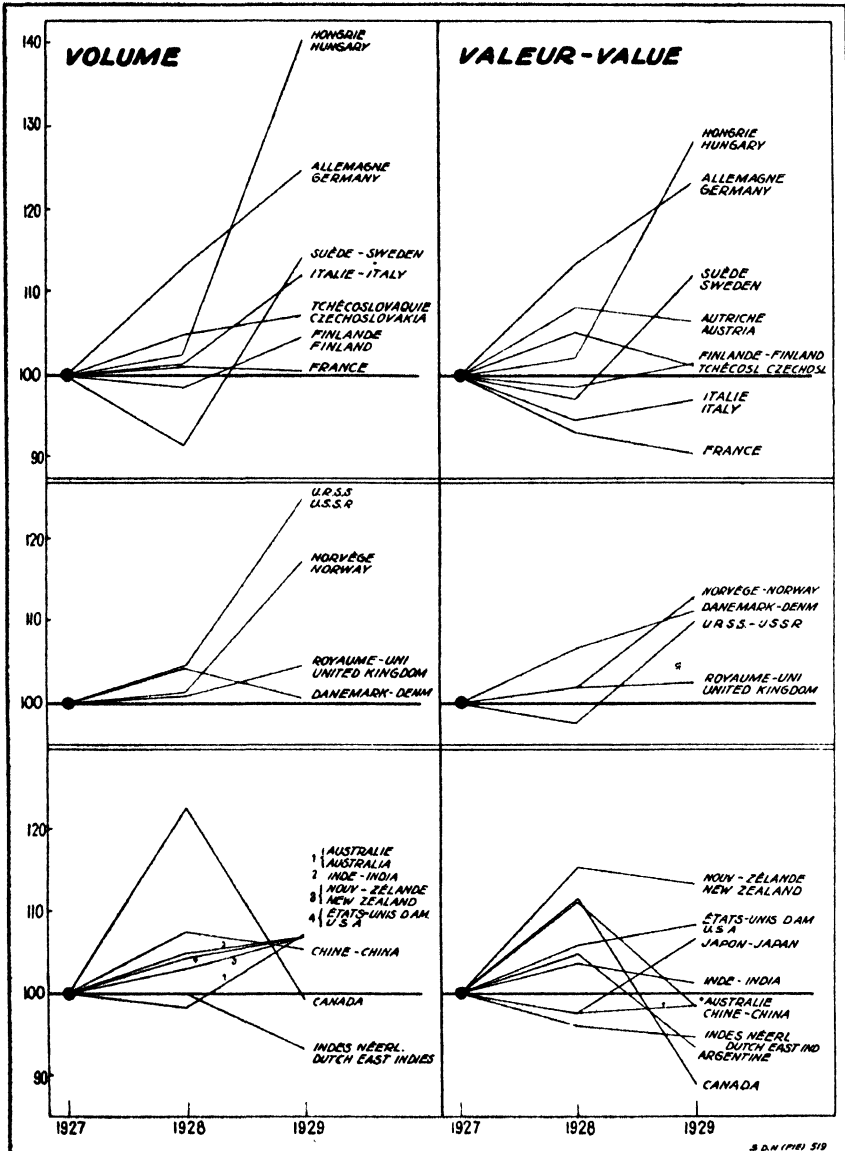 VOLUME
140
130
120
110
100
90
HONGRIE
HUNGARY
ALLEMAGNE
GERMANY
SUÈDE - SWEDEN
ITALIE - ITALY
TCHÉCOSLOVAQUIE
CZECHOSLOVAKIA
FINLANDE
FINLAND
FRANCE
VALEUR - VALUE
HONGRIE
HUNGARY
ALLEMAGNE
GERMANY
SUÈDE
SWEDEN
AUTRICHE
AUSTRIA
FINLANDE - FINLAND
TCHÉCOSL CZECHOSL
ITALIE
ITALY
FRANCE
120
110
100
U.R.S.S
U.S.S.R
NORVÈGE
NORWAY
ROYAUME-UNI
UNITED KINGDOM
DANEMARK-DENM
NORVÈGE-NORWAY
DANEMARK-DENM
U.R.S.S.-U.S.S.R
ROYAUME-UNI
UNITED KINGDOM
120
110
100
90
1 { AUSTRALIE
AUSTRALIA
2 INDE-INDIA
3 { NOUV-ZÉLANDE
NEW ZEALAND
4 { ÉTATS-UNIS D AM.
U S A
CHINE-CHINA
CANADA
INDES NÉERL.
DUTCH EAST INDIES
2
4
3
1
NOUV-ZÉLANDE
NEW ZEALAND
ÉTATS-UNIS D AM
U.S A
JAPON-JAPAN
INDE-INDIA
AUSTRALIE
CHINE-CHINA
INDES NÉERL
DUTCH EAST IND
ARGENTINE
CANADA
1927
1928
1929
1927
1928
1929
S.D.N (PIE) 519